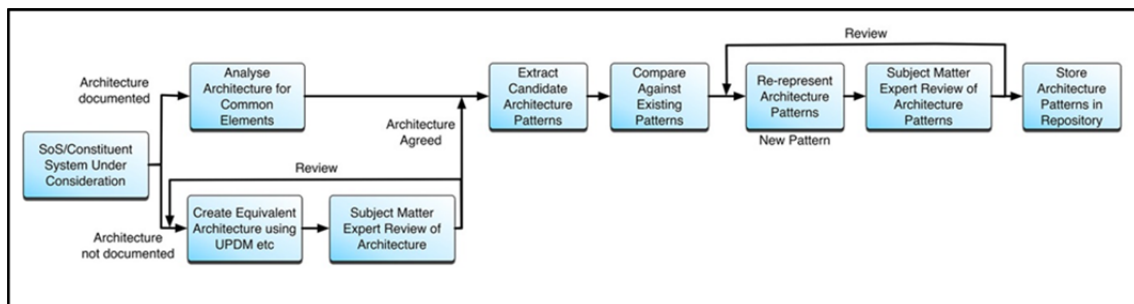 SoS/Constituent
System Under
Consideration
Architecture
documented
Analyse
Architecture for
Common
Elements
Architecture
not documented
Create Equivalent
Architecture using
UPDM etc
Review
Subject Matter
Expert Review of
Architecture
Architecture
Agreed
Extract
Candidate
Architecture
Patterns
Compare
Against
Existing
Patterns
Review
Re-represent
Architecture
Patterns
New Pattern
Subject Matter
Expert Review of
Architecture
Patterns
Store
Architecture
Patterns in
Repository